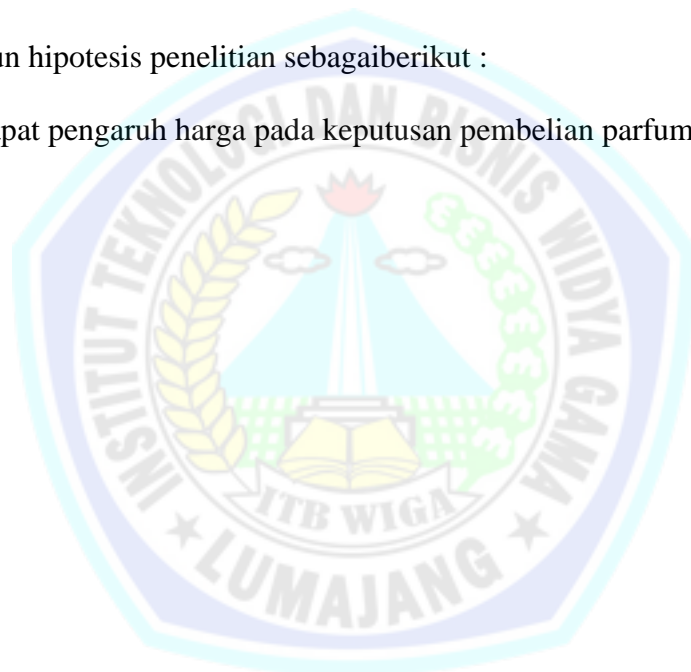 un hipotesis penelitian sebagaiberikut :
pat pengaruh harga pada keputusan pembelian parfum
INSTITUT TEKNOLOGI DAN BISNIS WIDYA GAMA
ITB WIGA
LUMAJANG